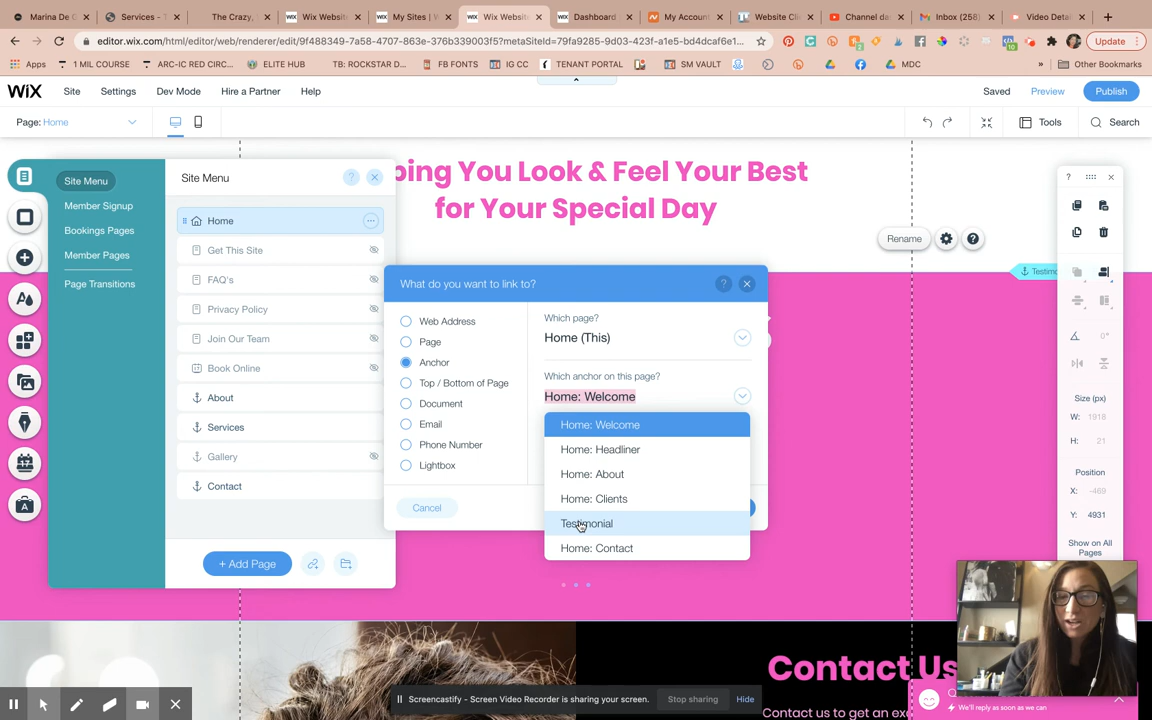 Marina De G
Services - T
The Crazy,
Wix Website
My Sites | W
Wix Website
Dashboard
My Account
Website Cli
Channel da
Inbox (258)
Video Detai
editor.wix.com/html/editor/web/renderer/edit/9f488349-7a58-4707-863e-376b339003f5?metaSiteId=79fa9285-9d03-423f-a1e5-bd4dcaf6e1...
Update
Apps
1 MIL COURSE
ARC-IC RED CIRC...
ELITE HUB
TB: ROCKSTAR D...
FB FONTS
IG CC
TENANT PORTAL
SM VAULT
MDC
»
Other Bookmarks
WiX
Site
Settings
Dev Mode
Hire a Partner
Help
Saved
Preview
Publish
Page: Home
Tools
Search
ping You Look & Feel Your Best
for Your Special Day
Site Menu
Member Signup
Bookings Pages
Member Pages
Page Transitions
Site Menu
?
Home
Get This Site
FAQ's
Privacy Policy
Join Our Team
Book Online
About
Services
Gallery
Contact
+ Add Page
Rename
?
Testimo
What do you want to link to?
?
Web Address
Page
Anchor
Top / Bottom of Page
Document
Email
Phone Number
Lightbox
Cancel
Which page?
Home (This)
Which anchor on this page?
Home: Welcome
Home: Welcome
Home: Headliner
Home: About
Home: Clients
Testimonial
Home: Contact
?
0°
Size (px)
W: 1918
H: 21
Position
X: -469
Y: 4931
Show on All
Pages
Contact Us
Contact us to get an exa
We'll reply as soon as we can
Screencastify - Screen Video Recorder is sharing your screen.
Stop sharing
Hide